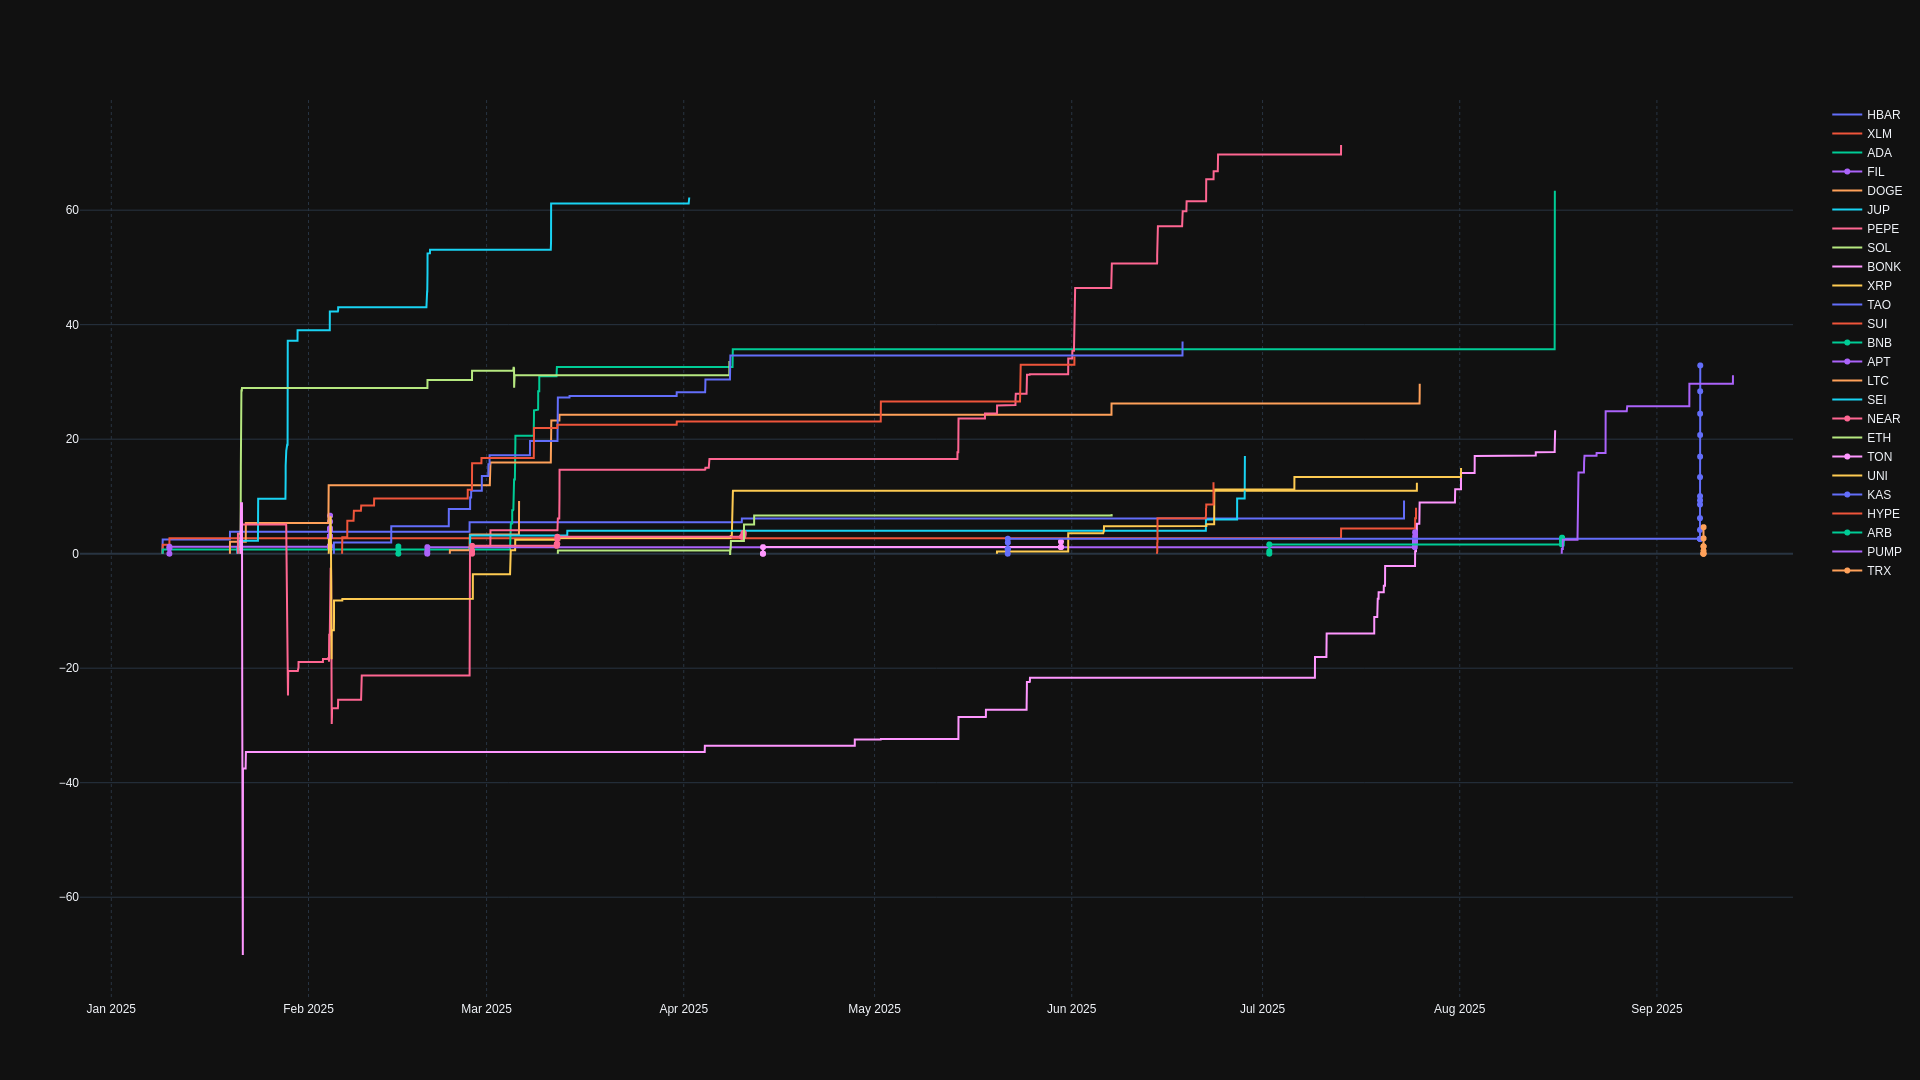 60
40
20
0
−20
−40
−60
Jan 2025
Feb 2025
Mar 2025
Apr 2025
May 2025
Jun 2025
Jul 2025
Aug 2025
Sep 2025
HBAR
XLM
ADA
FIL
DOGE
JUP
PEPE
SOL
BONK
XRP
TAO
SUI
BNB
APT
LTC
SEI
NEAR
ETH
TON
UNI
KAS
HYPE
ARB
PUMP
TRX